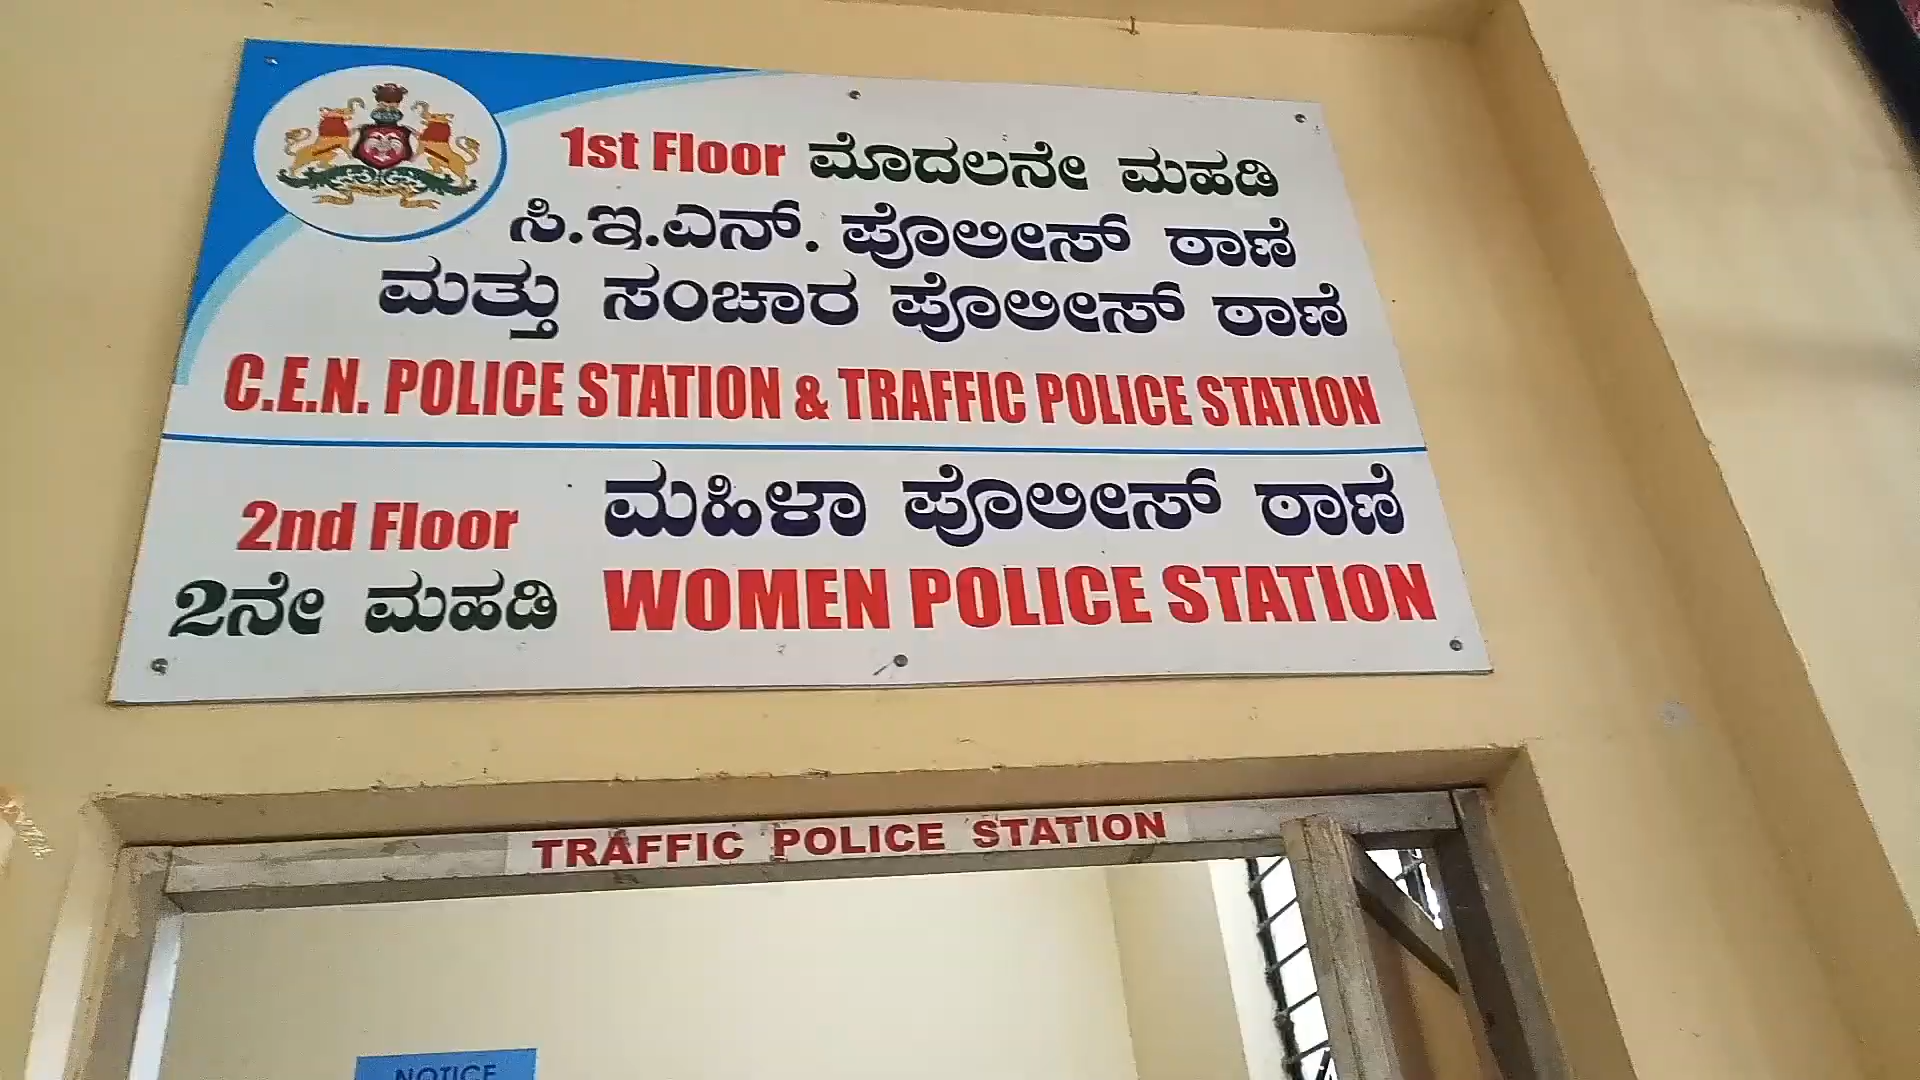 1st Floor ಮೊದಲನೇ ಮಹಡಿ
ಸಿ.ಇ.ಎನ್. ಪೊಲೀಸ್ ಠಾಣೆ
ಮತ್ತು ಸಂಚಾರ ಪೊಲೀಸ್ ಠಾಣೆ
C.E.N. POLICE STATION & TRAFFIC POLICE STATION
2nd Floor ಮಹಿಳಾ ಪೊಲೀಸ್ ಠಾಣೆ
2ನೇ ಮಹಡಿ WOMEN POLICE STATION
TRAFFIC POLICE STATION
NOTICE